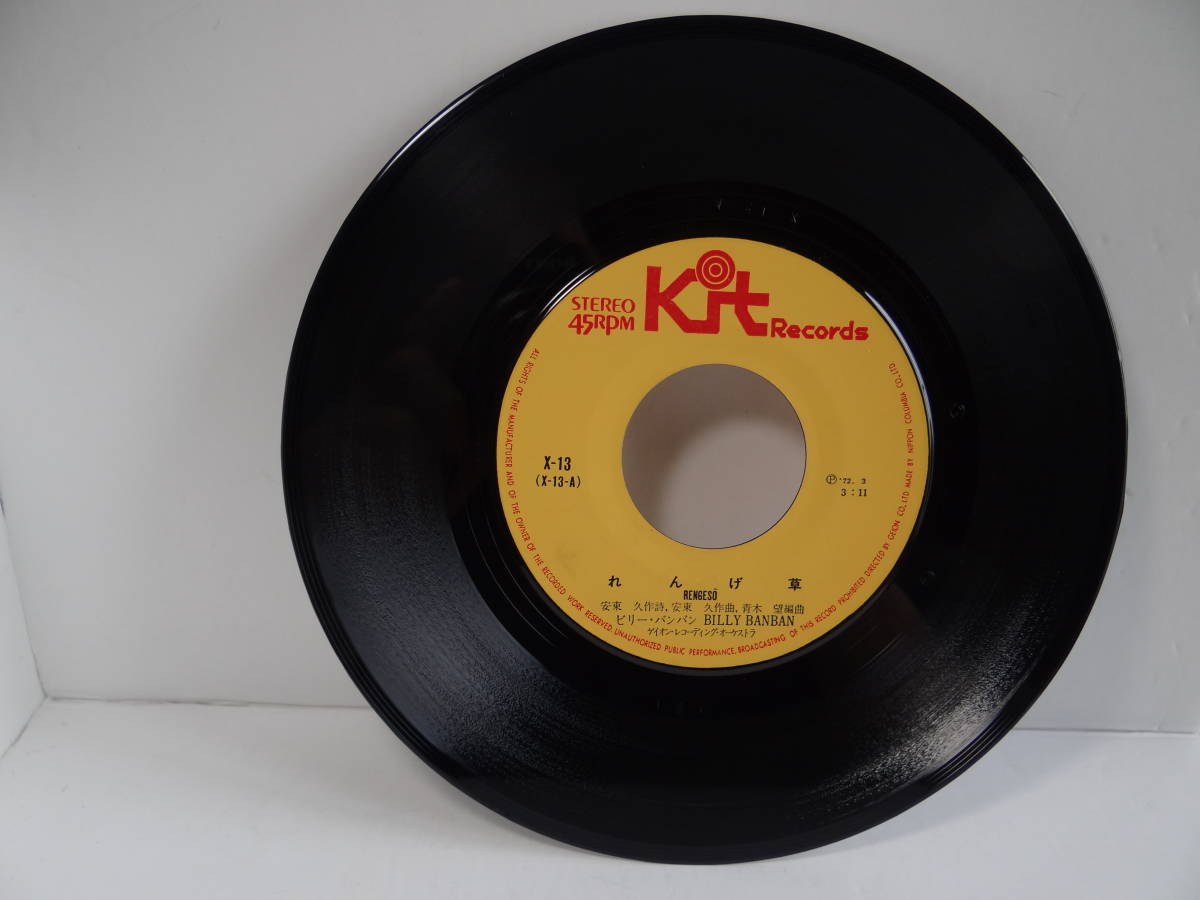 STEREO
45RPM
Kit Records
X-13
(X-13-A)
Ⓟ '72. 3
3:11
れんげ草
RENGESŌ
安東 久作詩, 安東 久作曲, 青木 望編曲
ビリー・バンバン BILLY BANBAN
ゲイオン・レコーディング・オーケストラ
ALL RIGHTS OF THE MANUFACTURER AND OF THE OWNER OF THE RECORDED WORK RESERVED UNAUTHORIZED PUBLIC PERFORMANCE, BROADCASTING OF THIS RECORD PROHIBITED DIRECTED BY GEION CO., LTD MADE BY NIPPON COLUMBIA CO., LTD.